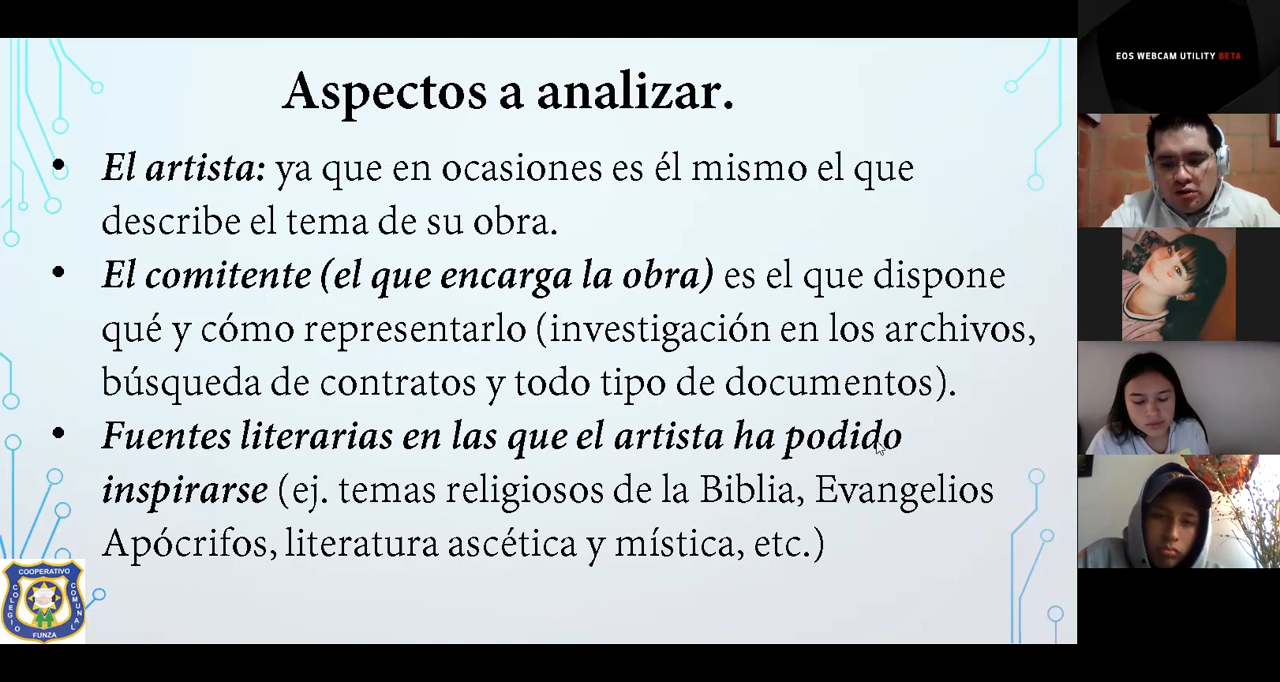 Aspectos a analizar.
• El artista: ya que en ocasiones es él mismo el que
describe el tema de su obra.
• El comitente (el que encarga la obra) es el que dispone
qué y cómo representarlo (investigación en los archivos,
búsqueda de contratos y todo tipo de documentos).
• Fuentes literarias en las que el artista ha podido
inspirarse (ej. temas religiosos de la Biblia, Evangelios
Apócrifos, literatura ascética y mística, etc.)
COOPERATIVO
COLEGIO
COMUNAL
FUNZA
EOS WEBCAM UTILITY BETA